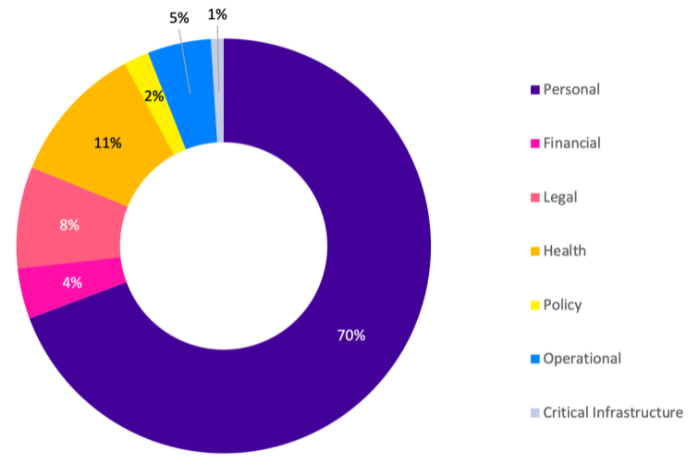 5%
1%
2%
11%
8%
4%
70%
Personal
Financial
Legal
Health
Policy
Operational
Critical Infrastructure